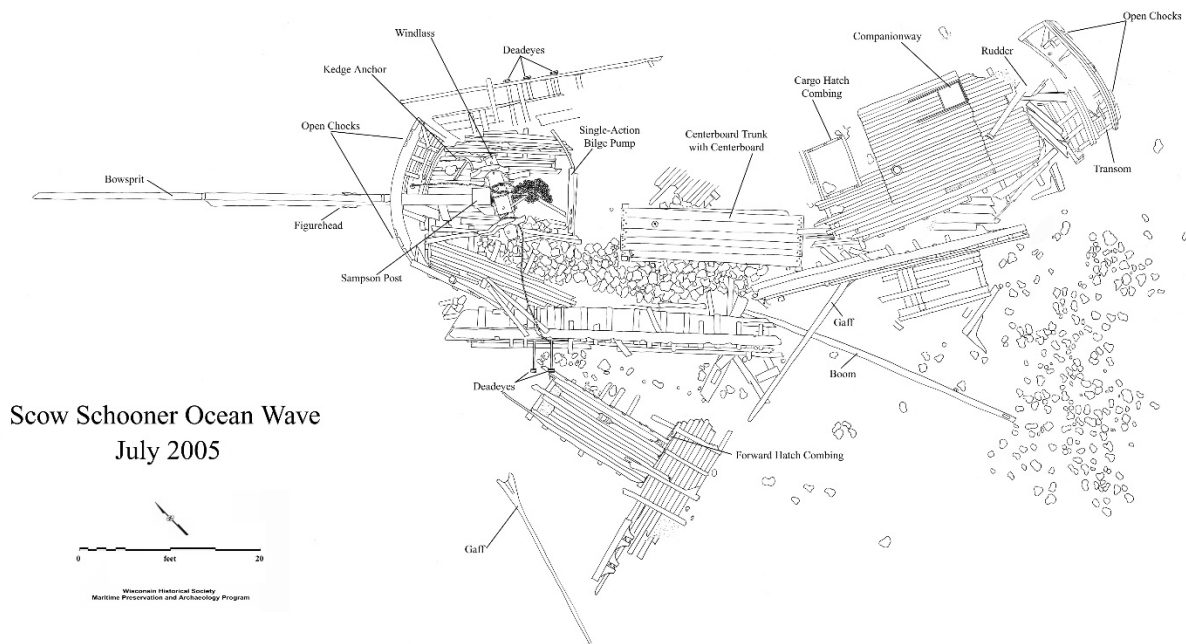 Open Chocks
Companionway
Rudder
Windlass
Deadeyes
Kedge Anchor
Cargo Hatch
Combing
Open Chocks
Single-Action
Bilge Pump
Centerboard Trunk
with Centerboard
Transom
Bowsprit
Figurehead
Sampson Post
Gaff
Boom
Deadeyes
Scow Schooner Ocean Wave
July 2005
Forward Hatch Combing
Gaff
0
feet
20
Wisconsin Historical Society
Maritime Preservation and Archaeology Program